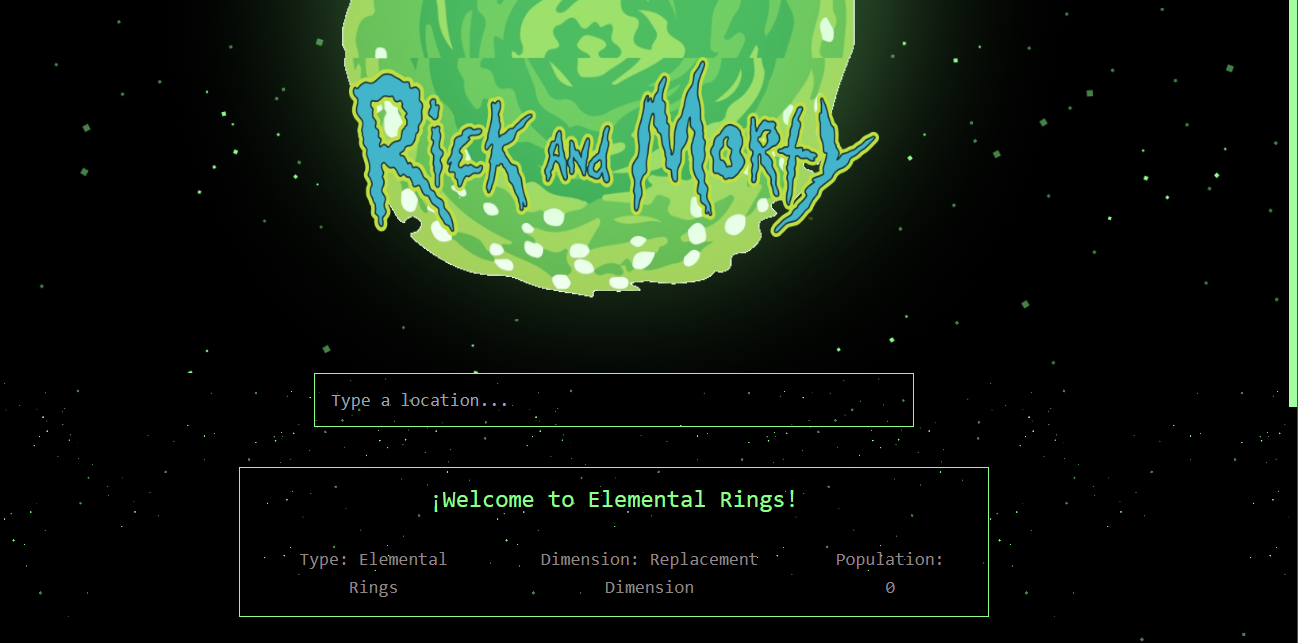 Rick and Morty
Type a location...
¡Welcome to Elemental Rings!
Type: Elemental
Rings
Dimension: Replacement
Dimension
Population:
0